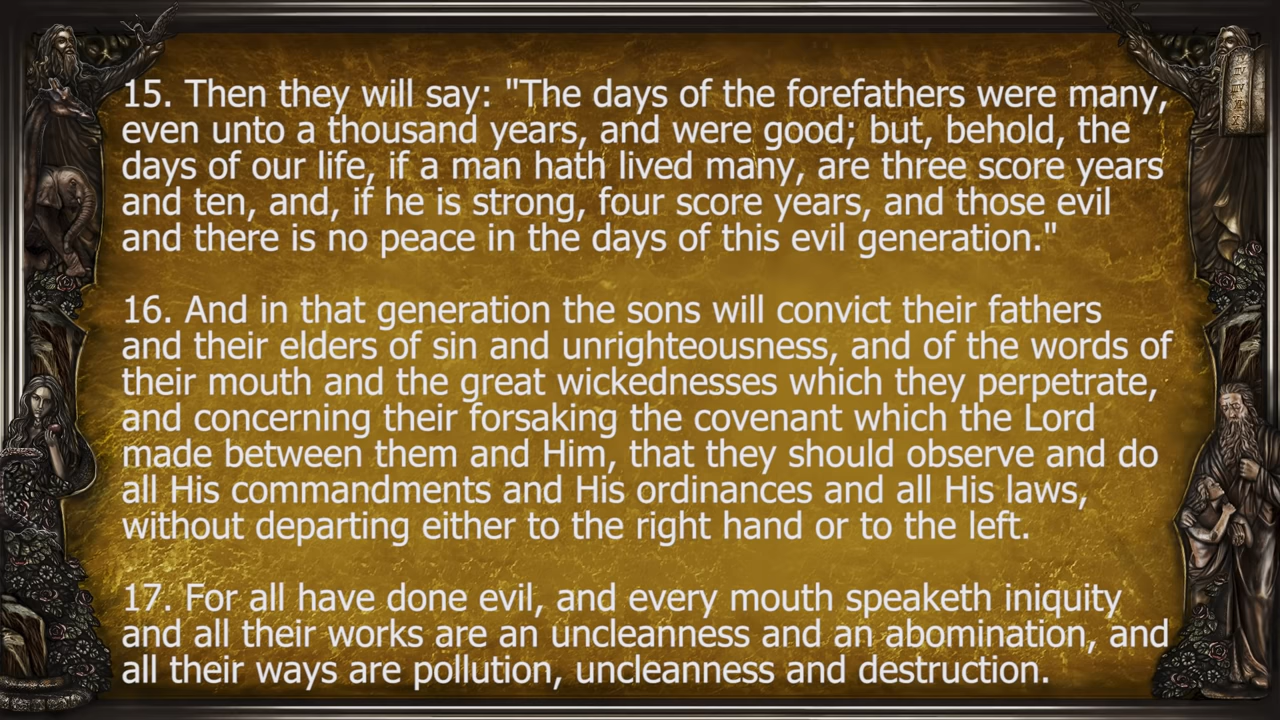 15. Then they will say: "The days of the forefathers were many,
even unto a thousand years, and were good; but, behold, the
days of our life, if a man hath lived many, are three score years
and ten, and, if he is strong, four score years, and those evil
and there is no peace in the days of this evil generation."
16. And in that generation the sons will convict their fathers
and their elders of sin and unrighteousness, and of the words of
their mouth and the great wickednesses which they perpetrate,
and concerning their forsaking the covenant which the Lord
made between them and Him, that they should observe and do
all His commandments and His ordinances and all His laws,
without departing either to the right hand or to the left.
17. For all have done evil, and every mouth speaketh iniquity
and all their works are an uncleanness and an abomination, and
all their ways are pollution, uncleanness and destruction.